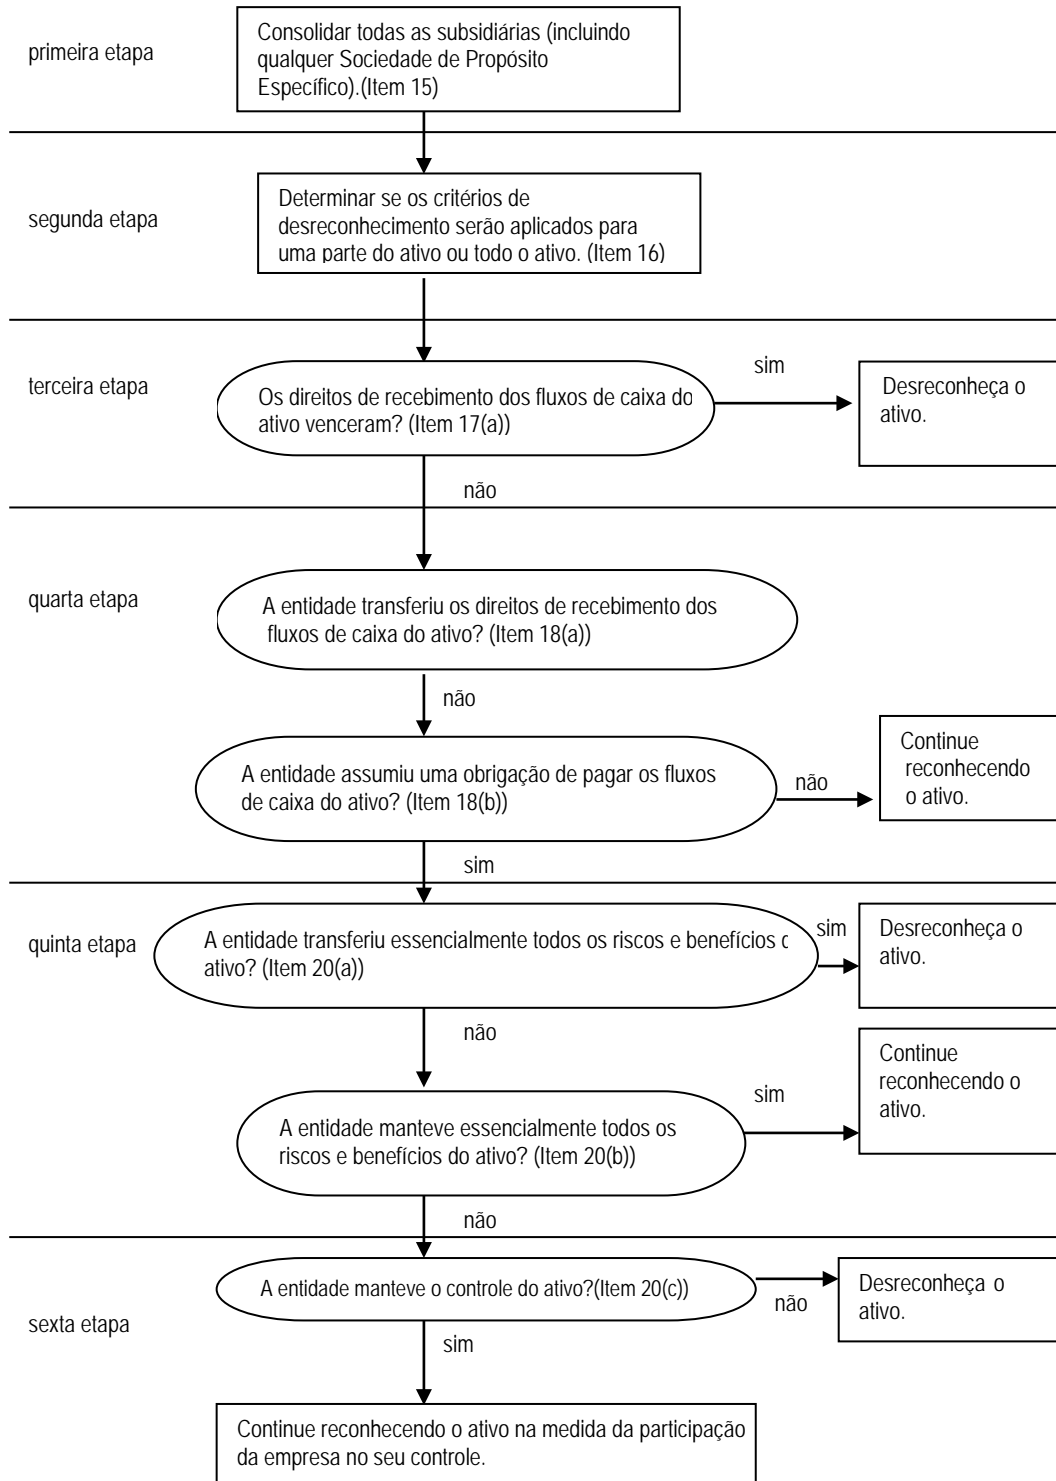 primeira etapa
Consolidar todas as subsidiárias (incluindo
qualquer Sociedade de Propósito
Específico).(Item 15)
segunda etapa
Determinar se os critérios de
desreconhecimento serão aplicados para
uma parte do ativo ou todo o ativo. (Item 16)
terceira etapa
Os direitos de recebimento dos fluxos de caixa do
ativo venceram? (Item 17(a))
sim
Desreconheça o
ativo.
não
quarta etapa
A entidade transferiu os direitos de recebimento dos
fluxos de caixa do ativo? (Item 18(a))
não
A entidade assumiu uma obrigação de pagar os fluxos
de caixa do ativo? (Item 18(b))
não
Continue
reconhecendo
o ativo.
sim
quinta etapa
A entidade transferiu essencialmente todos os riscos e benefícios
ativo? (Item 20(a))
sim
Desreconheça o
ativo.
não
A entidade manteve essencialmente todos os
riscos e benefícios do ativo? (Item 20(b))
sim
Continue
reconhecendo o
ativo.
não
sexta etapa
A entidade manteve o controle do ativo?(Item 20(c))
não
Desreconheça o
ativo.
sim
Continue reconhecendo o ativo na medida da participação
da empresa no seu controle.